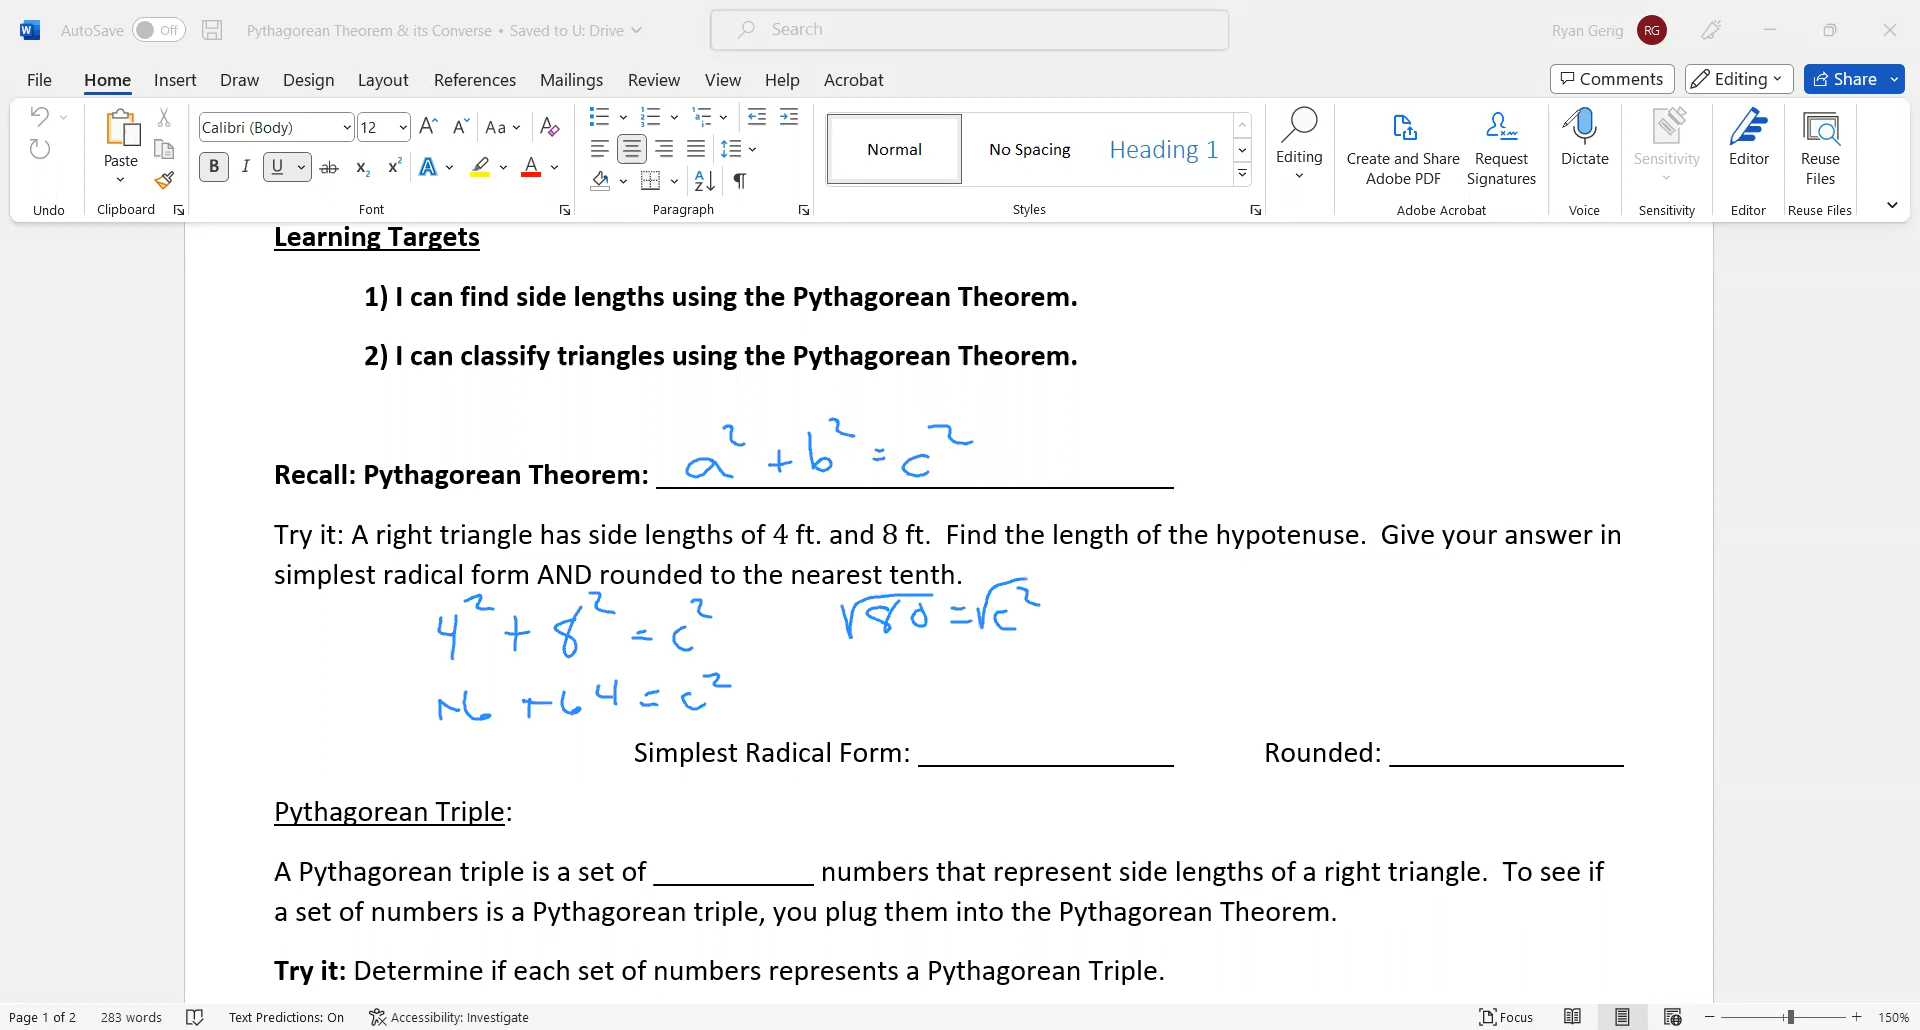 AutoSave Off Pythagorean Theorem & its Converse • Saved to U: Drive Search Ryan Gerig RG
File Home Insert Draw Design Layout References Mailings Review View Help Acrobat Comments Editing Share
Calibri (Body) 12 A A Aa A
Paste B I U ab x₂ x² A A A Z ¶
Normal No Spacing Heading 1
Editing Create and Share Adobe PDF Request Signatures Dictate Sensitivity Editor Reuse Files
Undo Clipboard Font Paragraph Styles Adobe Acrobat Voice Sensitivity Editor Reuse Files
Learning Targets
1) I can find side lengths using the Pythagorean Theorem.
2) I can classify triangles using the Pythagorean Theorem.
Recall: Pythagorean Theorem: a² + b² = c²
Try it: A right triangle has side lengths of 4 ft. and 8 ft. Find the length of the hypotenuse. Give your answer in
simplest radical form AND rounded to the nearest tenth.
4² + 8² = c² √80 = √c²
16 + 64 = c²
Simplest Radical Form: ____________ Rounded: ____________
Pythagorean Triple:
A Pythagorean triple is a set of ____________ numbers that represent side lengths of a right triangle. To see if
a set of numbers is a Pythagorean triple, you plug them into the Pythagorean Theorem.
Try it: Determine if each set of numbers represents a Pythagorean Triple.
Page 1 of 2 283 words Text Predictions: On Accessibility: Investigate Focus 150%